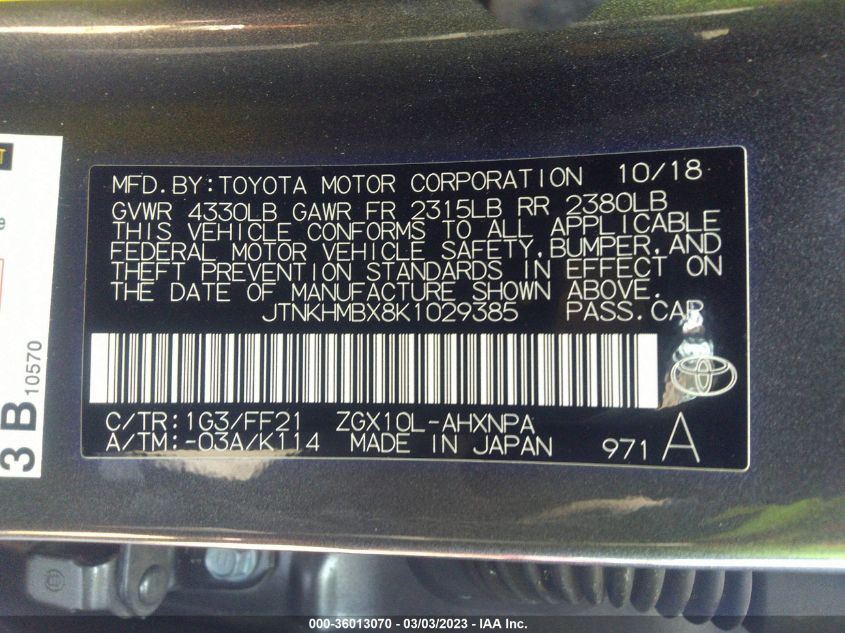 MFD.BY:TOYOTA MOTOR CORPORATION 10/18
GVWR 4330LB GAWR FR 2315LB RR 2380LB
THIS VEHICLE CONFORMS TO ALL APPLICABLE
FEDERAL MOTOR VEHICLE SAFETY,BUMPER,AND
THEFT PREVENTION STANDARDS IN EFFECT ON
THE DATE OF MANUFACTURE SHOWN ABOVE.
JTNKHMBX8K1029385 PASS.CAR
C/TR:1G3/FF21 ZGX10L-AHXNPA
A/TM:-03A/K114 MADE IN JAPAN 971 A
3 B 10570
000-36013070 - 03/03/2023 - IAA Inc.